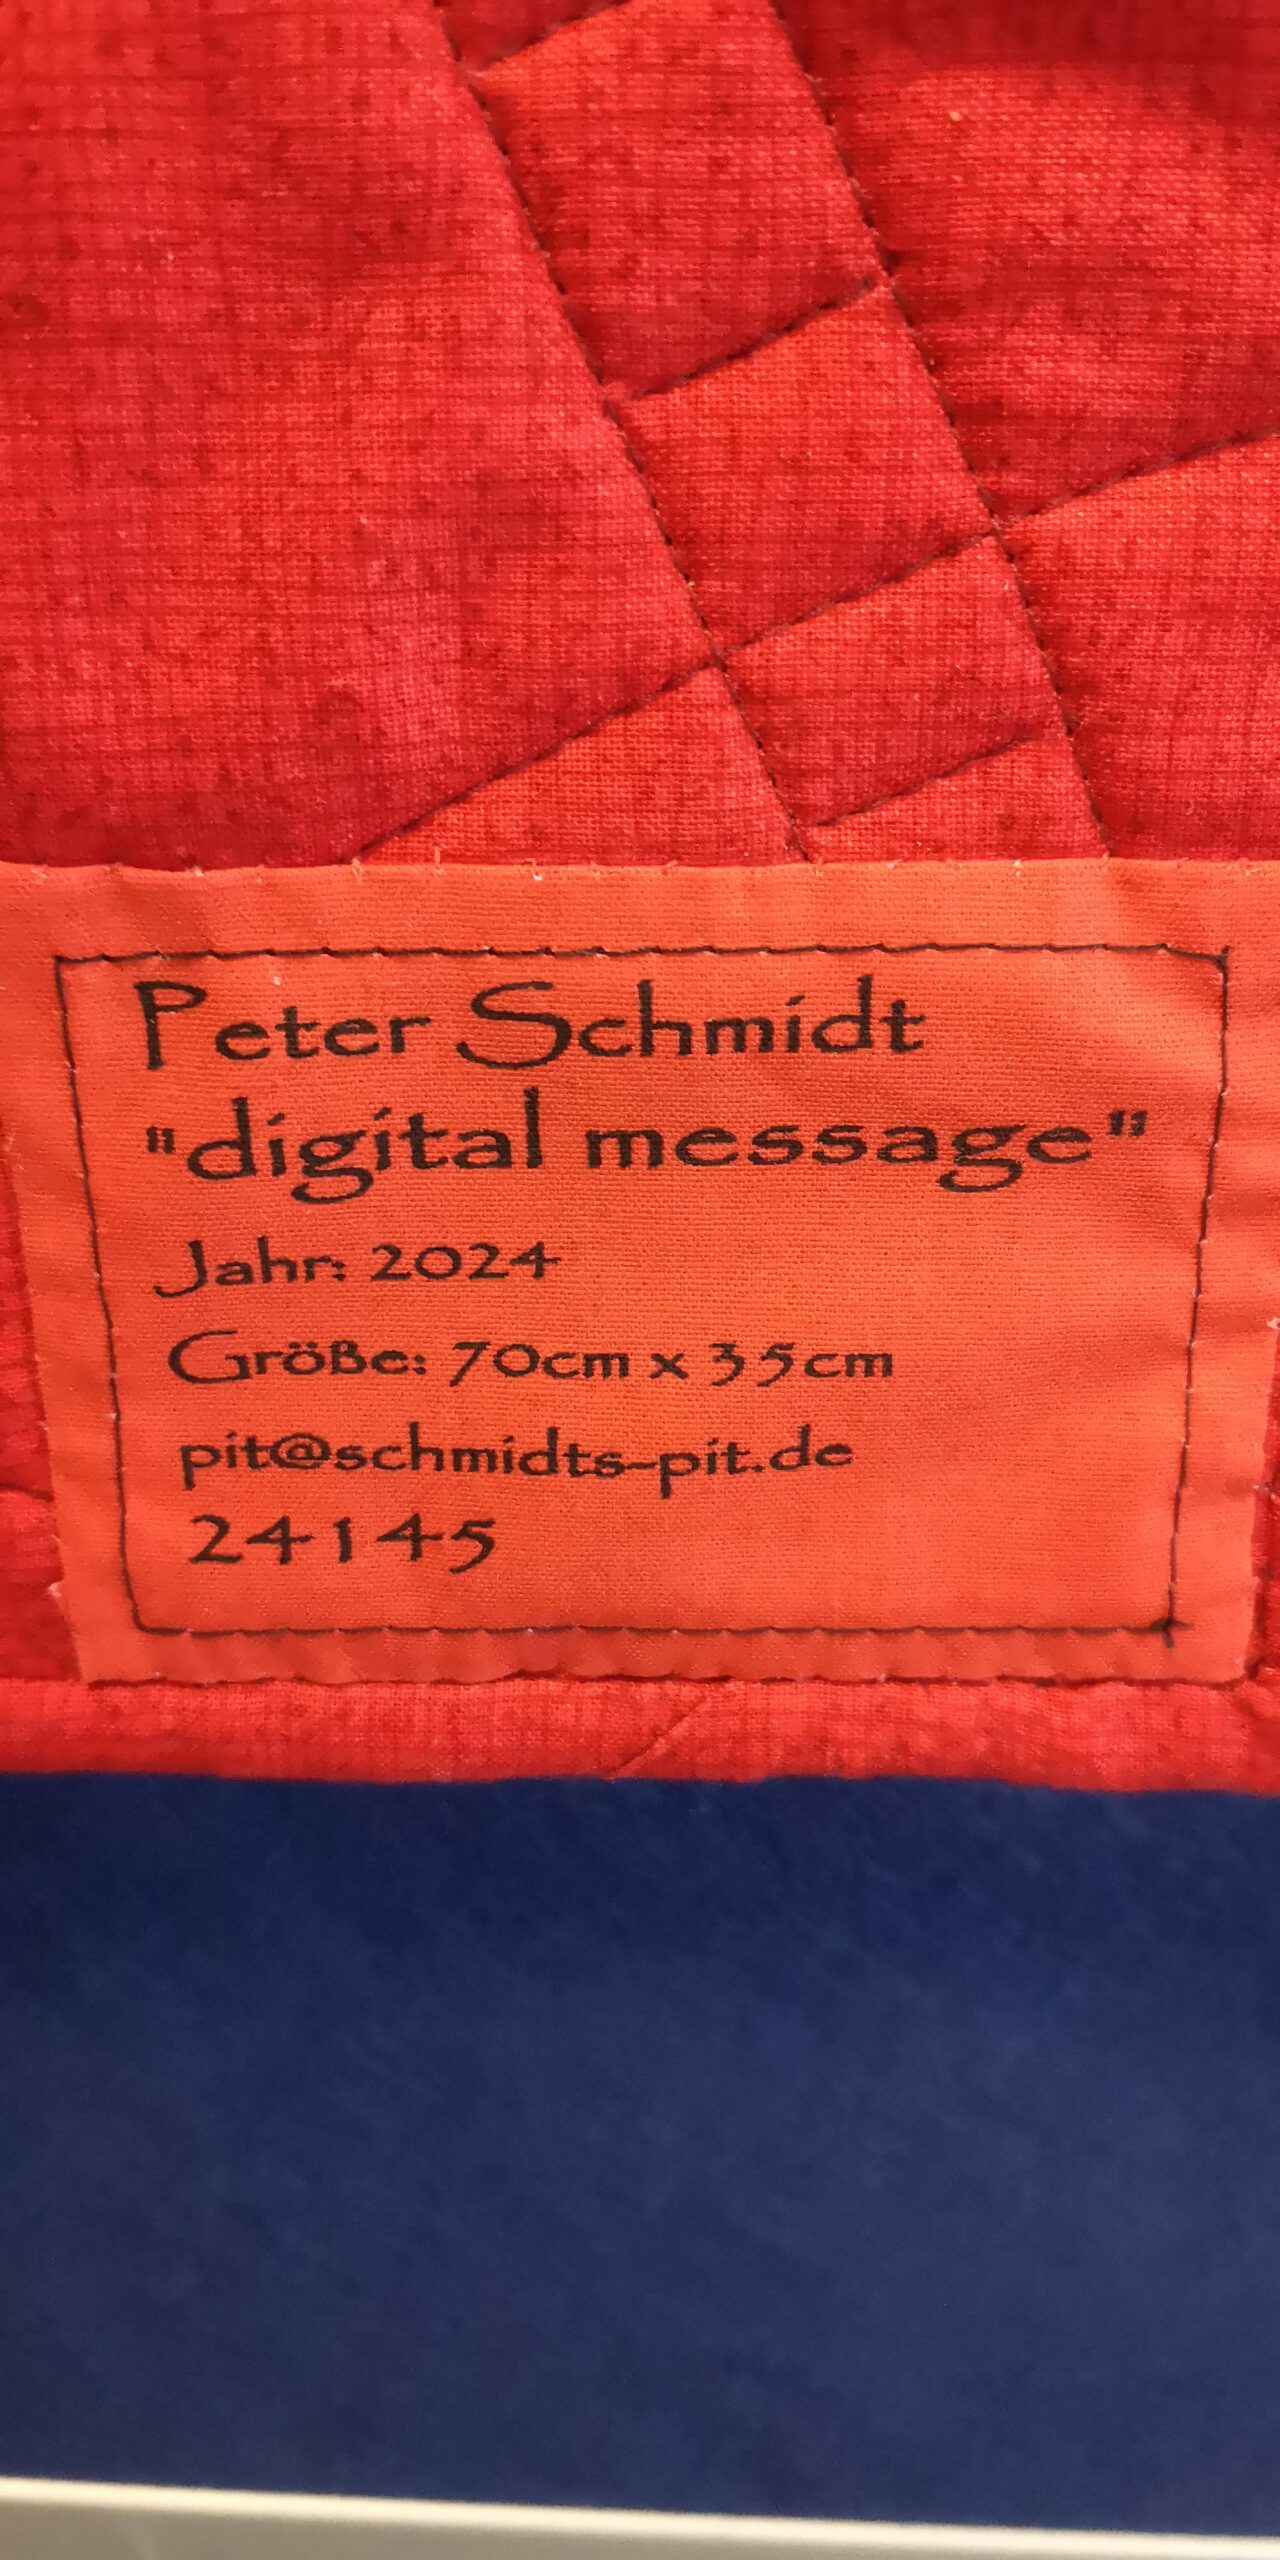 Peter Schmidt
"digital message"
Jahr: 2024
Größe: 70cm x 35cm
pit@schmidts-pit.de
24145